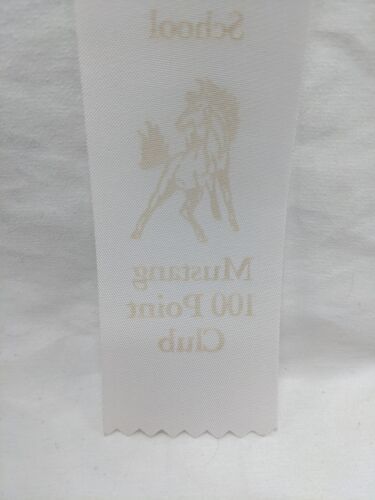 School
Mustang
100 Point
Club